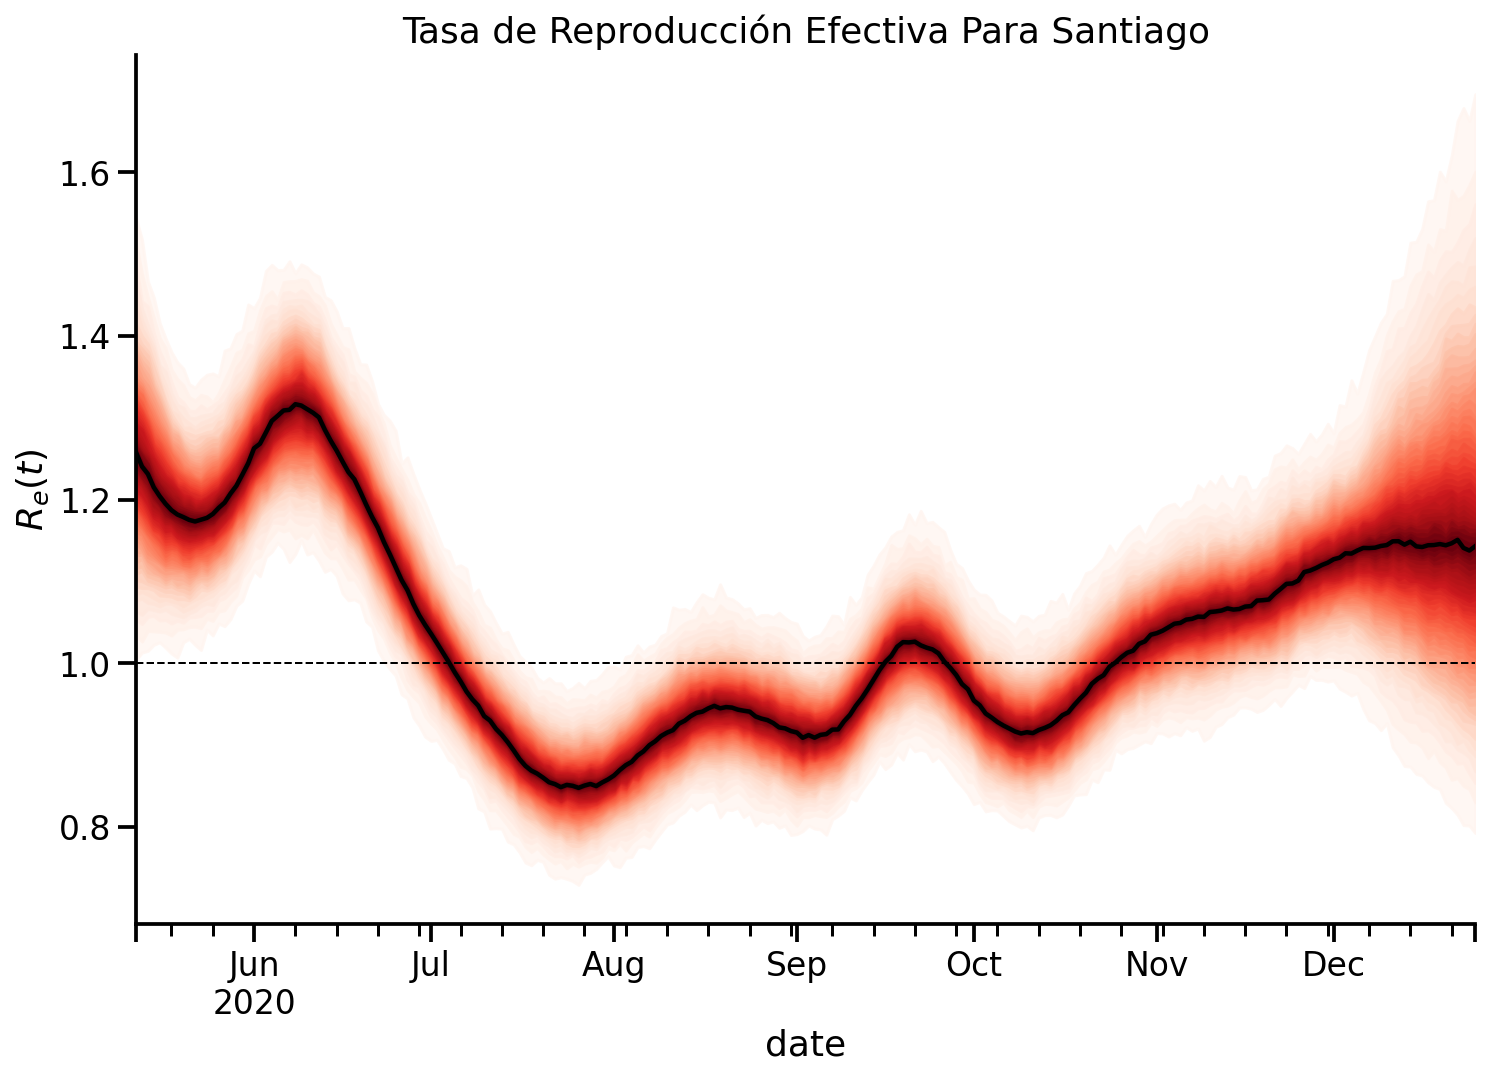 Tasa de Reproducción Efectiva Para Santiago
1.6
1.4
1.2
1.0
0.8
Rₑ(t)
Jun Jul Aug Sep Oct Nov Dec
2020
date